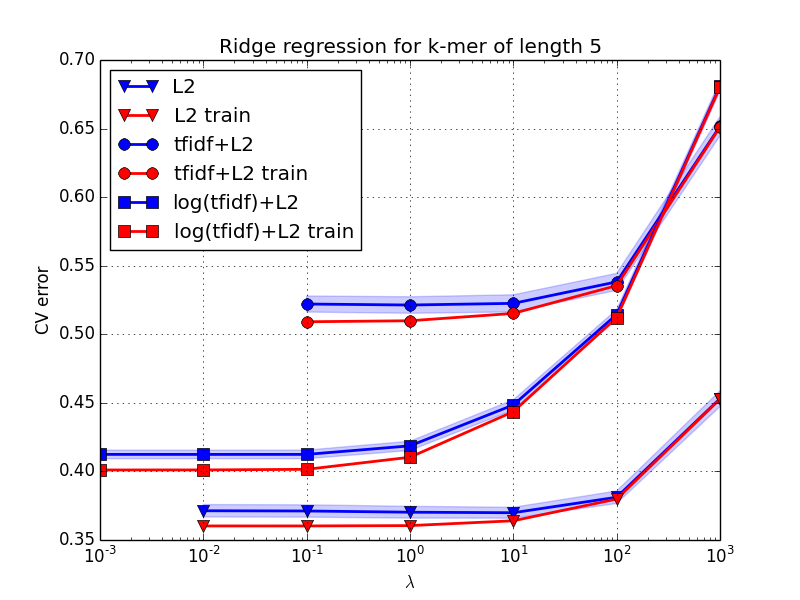 Ridge regression for k-mer of length 5
0.70
0.65
0.60
0.55
0.50
0.45
0.40
0.35
CV error
L2
L2 train
tfidf+L2
tfidf+L2 train
log(tfidf)+L2
log(tfidf)+L2 train
10⁻³ 10⁻² 10⁻¹ 10⁰ 10¹ 10² 10³
λ